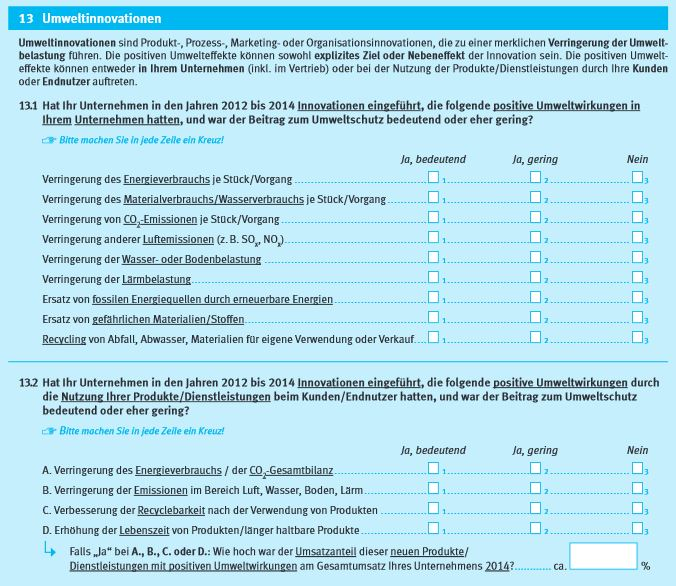 13 Umweltinnovationen
Umweltinnovationen sind Produkt-, Prozess-, Marketing- oder Organisationsinnovationen, die zu einer merklichen Verringerung der Umwelt-
belastung führen. Die positiven Umwelteffekte können sowohl explizites Ziel oder Nebeneffekt der Innovation sein. Die positiven Umwelt-
effekte können entweder in Ihrem Unternehmen (inkl. im Vertrieb) oder bei der Nutzung der Produkte/Dienstleistungen durch Ihre Kunden
oder Endnutzer auftreten.
13.1 Hat Ihr Unternehmen in den Jahren 2012 bis 2014 Innovationen eingeführt, die folgende positive Umweltwirkungen in
Ihrem Unternehmen hatten, und war der Beitrag zum Umweltschutz bedeutend oder eher gering?
☞ Bitte machen Sie in jede Zeile ein Kreuz!
Ja, bedeutend Ja, gering Nein
Verringerung des Energieverbrauchs je Stück/Vorgang ☐ 1 ☐ 2 ☐ 3
Verringerung des Materialverbrauchs/Wasserverbrauchs je Stück/Vorgang ☐ 1 ☐ 2 ☐ 3
Verringerung von CO₂-Emissionen je Stück/Vorgang ☐ 1 ☐ 2 ☐ 3
Verringerung anderer Luftemissionen (z. B. SOₓ, NOₓ) ☐ 1 ☐ 2 ☐ 3
Verringerung der Wasser- oder Bodenbelastung ☐ 1 ☐ 2 ☐ 3
Verringerung der Lärmbelastung ☐ 1 ☐ 2 ☐ 3
Ersatz von fossilen Energiequellen durch erneuerbare Energien ☐ 1 ☐ 2 ☐ 3
Ersatz von gefährlichen Materialien/Stoffen ☐ 1 ☐ 2 ☐ 3
Recycling von Abfall, Abwasser, Materialien für eigene Verwendung oder Verkauf ☐ 1 ☐ 2 ☐ 3
13.2 Hat Ihr Unternehmen in den Jahren 2012 bis 2014 Innovationen eingeführt, die folgende positive Umweltwirkungen durch
die Nutzung Ihrer Produkte/Dienstleistungen beim Kunden/Endnutzer hatten, und war der Beitrag zum Umweltschutz
bedeutend oder eher gering?
☞ Bitte machen Sie in jede Zeile ein Kreuz!
Ja, bedeutend Ja, gering Nein
A. Verringerung des Energieverbrauchs / der CO₂-Gesamtbilanz ☐ 1 ☐ 2 ☐ 3
B. Verringerung der Emissionen im Bereich Luft, Wasser, Boden, Lärm ☐ 1 ☐ 2 ☐ 3
C. Verbesserung der Recyclebarkeit nach der Verwendung von Produkten ☐ 1 ☐ 2 ☐ 3
D. Erhöhung der Lebenszeit von Produkten/länger haltbare Produkte ☐ 1 ☐ 2 ☐ 3
Falls „Ja“ bei A., B., C. oder D.: Wie hoch war der Umsatzanteil dieser neuen Produkte/
Dienstleistungen mit positiven Umweltwirkungen am Gesamtumsatz Ihres Unternehmens 2014? ca. %